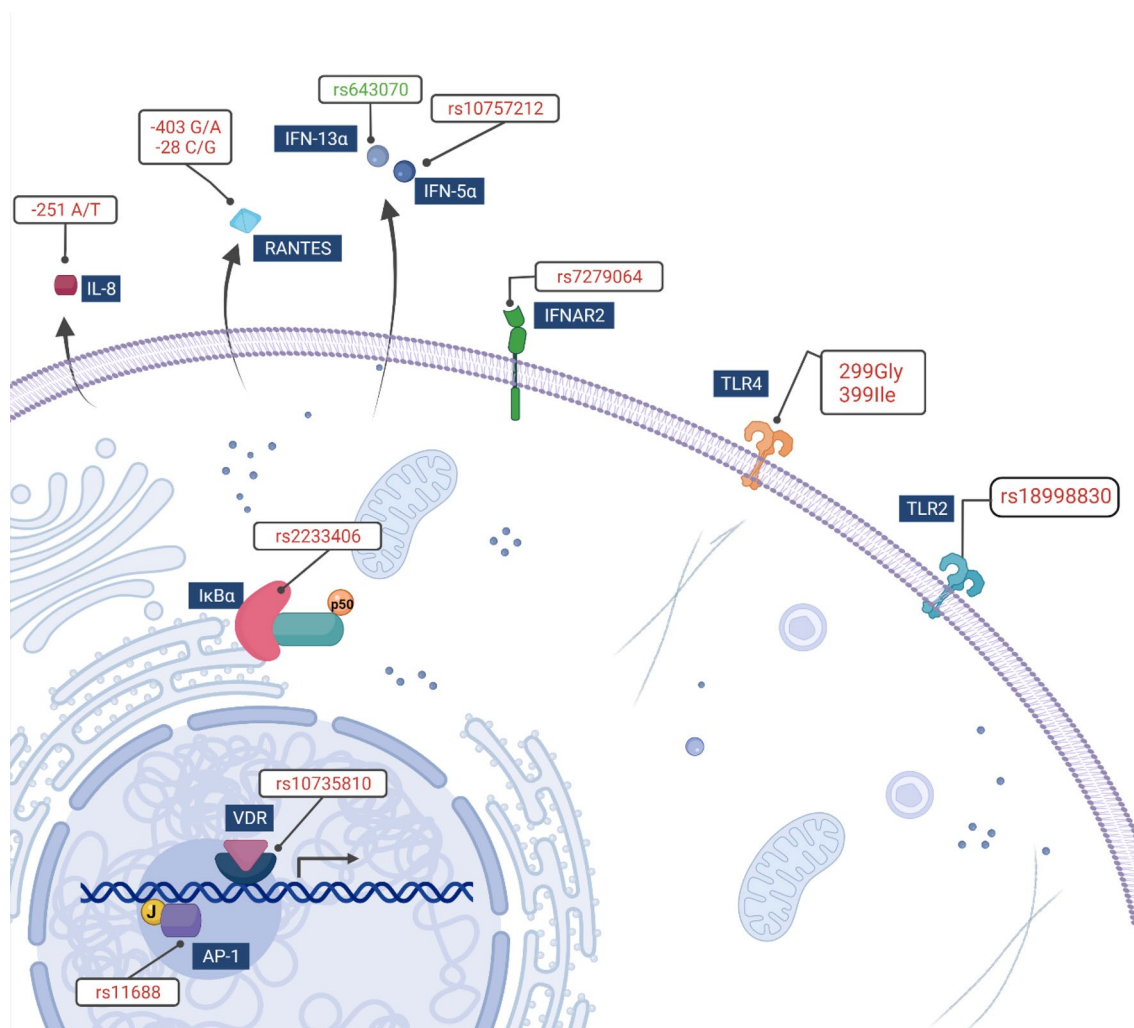 rs643070
rs10757212
-403 G/A
-28 C/G
IFN-13α
IFN-5α
-251 A/T
RANTES
IL-8
rs7279064
IFNAR2
TLR4
299Gly
399Ile
TLR2
rs18998830
rs2233406
IκBα
p50
rs10735810
VDR
J
AP-1
rs11688